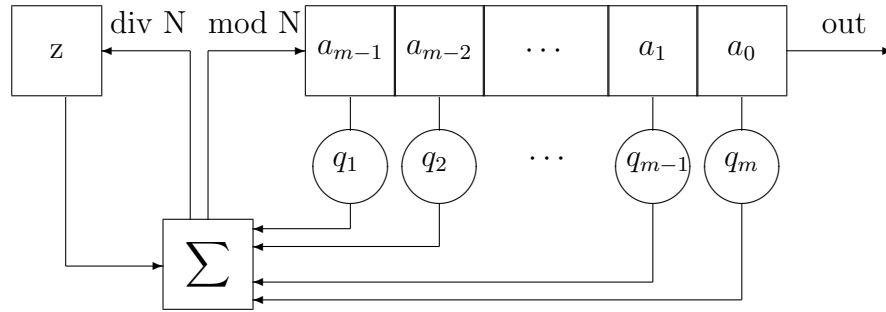 z div N mod N a_{m−1} a_{m−2} ⋯ a_1 a_0 out
q_1 q_2 ⋯ q_{m−1} q_m
∑